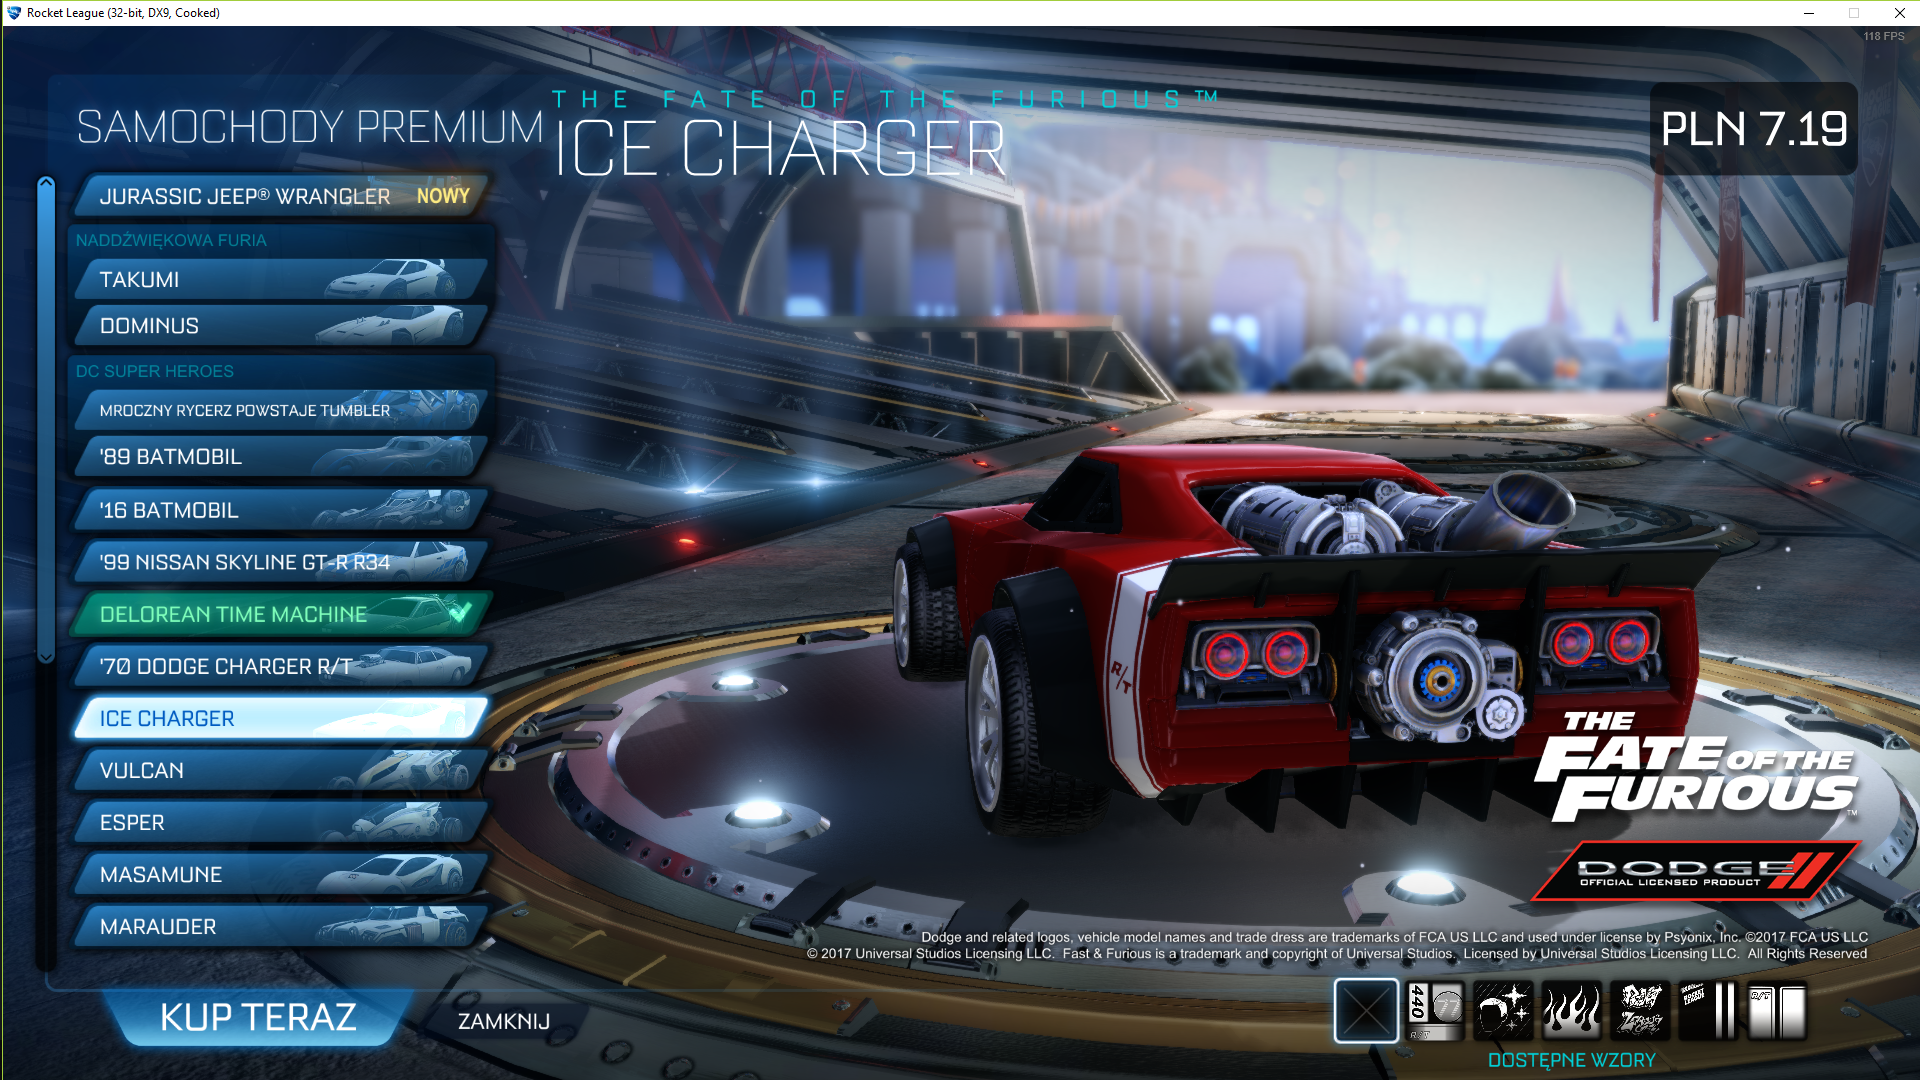 Rocket League (32-bit, DX9, Cooked)
118 FPS
SAMOCHODY PREMIUM
THE FATE OF THE FURIOUS™
ICE CHARGER
PLN 7.19
JURASSIC JEEP® WRANGLER NOWY
NADDŹWIĘKOWA FURIA
TAKUMI
DOMINUS
DC SUPER HEROES
MROCZNY RYCERZ POWSTAJE TUMBLER
'89 BATMOBIL
'16 BATMOBIL
'99 NISSAN SKYLINE GT-R R34
DELOREAN TIME MACHINE
'70 DODGE CHARGER R/T
ICE CHARGER
VULCAN
ESPER
MASAMUNE
MARAUDER
R/T
THE
FATE OF THE
FURIOUS™
DODGE
OFFICIAL LICENSED PRODUCT
Dodge and related logos, vehicle model names and trade dress are trademarks of FCA US LLC and used under license by Psyonix, Inc. ©2017 FCA US LLC
© 2017 Universal Studios Licensing LLC. Fast & Furious is a trademark and copyright of Universal Studios. Licensed by Universal Studios Licensing LLC. All Rights Reserved
KUP TERAZ
ZAMKNIJ
440
77
R/T
R/T
DOSTĘPNE WZORY